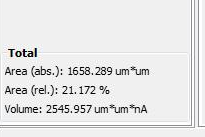 Total
Area (abs.): 1658.289 um*um
Area (rel.): 21.172 %
Volume: 2545.957 um*um*nA